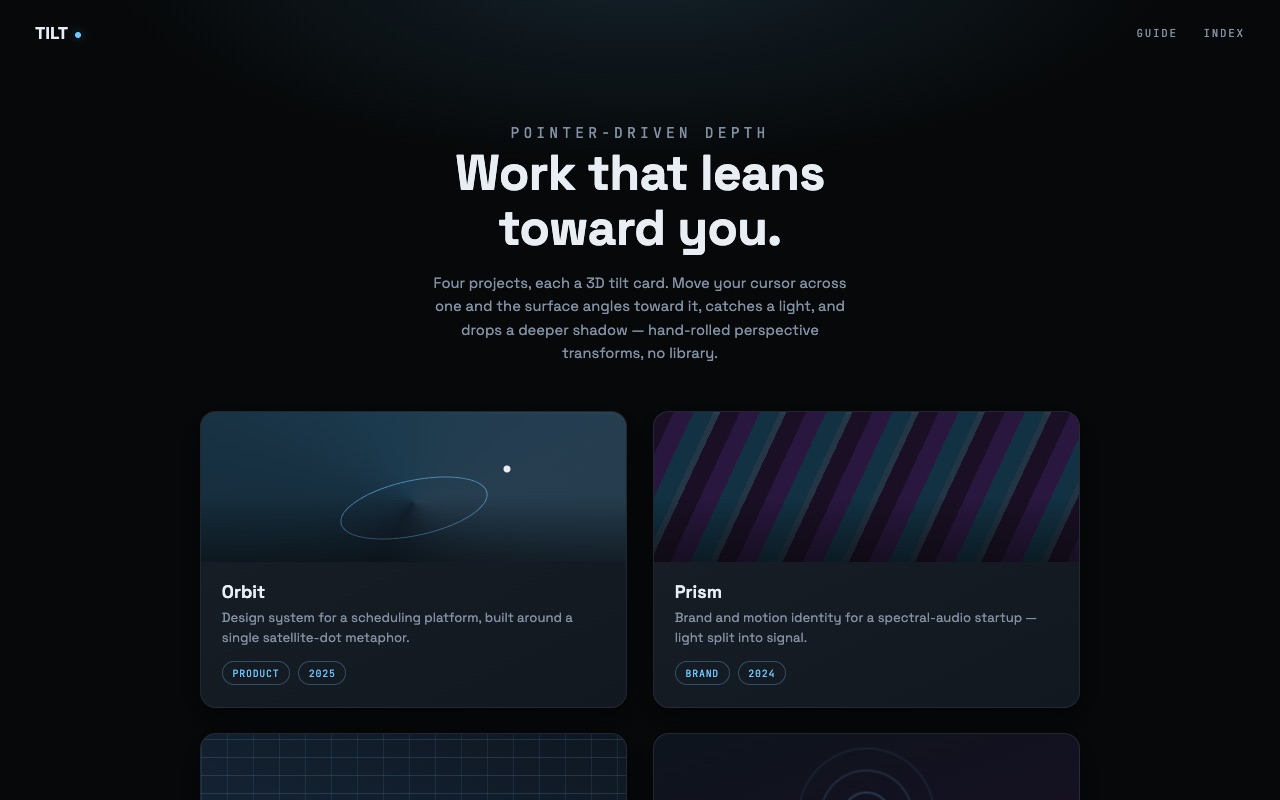 TILT
GUIDE INDEX
POINTER-DRIVEN DEPTH
Work that leans
toward you.
Four projects, each a 3D tilt card. Move your cursor across
one and the surface angles toward it, catches a light, and
drops a deeper shadow — hand-rolled perspective
transforms, no library.
Orbit
Design system for a scheduling platform, built around a
single satellite-dot metaphor.
PRODUCT 2025
Prism
Brand and motion identity for a spectral-audio startup —
light split into signal.
BRAND 2024